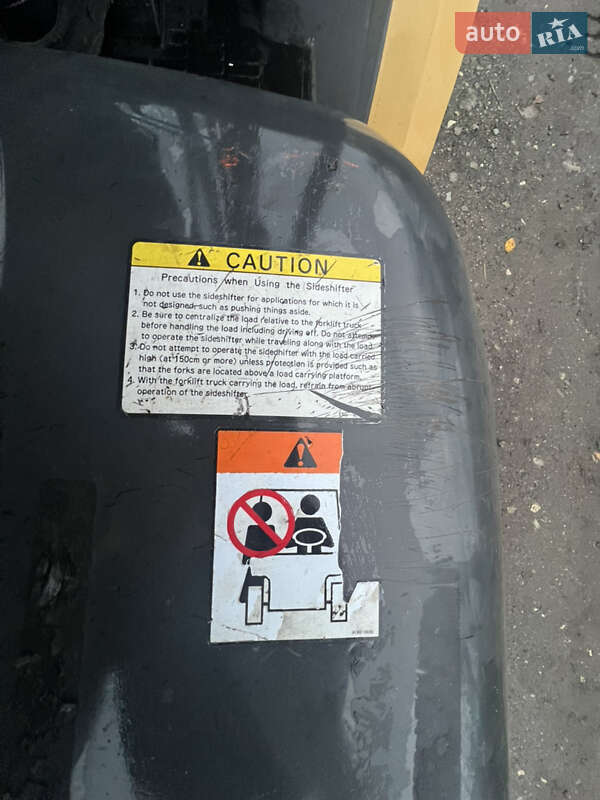 auto RIA
.com
CAUTION
Precautions when Using the Sideshifter
1. Do not use the sideshifter for applications for which it is
not designed, such as pushing things aside.
2. Be sure to centralize the load relative to the forklift truck
before handling the load including driving off. Do not attempt
to operate the sideshifter while traveling along with the load.
3. Do not attempt to operate the sideshifter with the load carried
high (at 150cm or more) unless protection is provided such as
that the forks are located above a load carrying platform.
4. With the forklift truck carrying the load, refrain from abrupt
operation of the sideshifter.